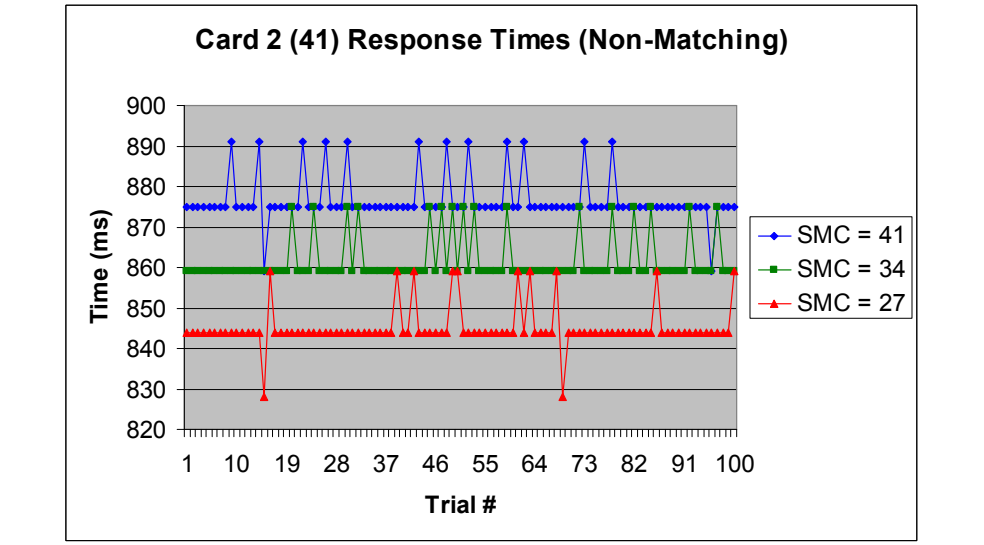 Card 2 (41) Response Times (Non-Matching)
900
890
880
870
860
850
840
830
820
Time (ms)
1 10 19 28 37 46 55 64 73 82 91 100
Trial #
SMC = 41
SMC = 34
SMC = 27